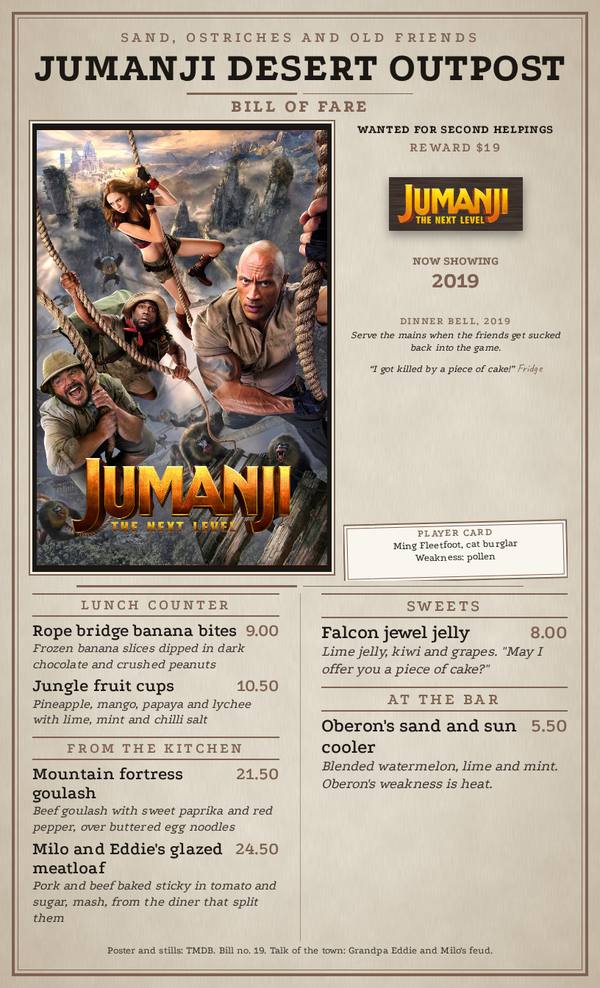 SAND, OSTRICHES AND OLD FRIENDS
JUMANJI DESERT OUTPOST
BILL OF FARE
JUMANJI
THE NEXT LEVEL
WANTED FOR SECOND HELPINGS
REWARD $19
JUMANJI
THE NEXT LEVEL
NOW SHOWING
2019
DINNER BELL, 2019
Serve the mains when the friends get sucked
back into the game.
"I got killed by a piece of cake!" Fridge
PLAYER CARD
Ming Fleetfoot, cat burglar
Weakness: pollen
LUNCH COUNTER
Rope bridge banana bites 9.00
Frozen banana slices dipped in dark
chocolate and crushed peanuts
Jungle fruit cups 10.50
Pineapple, mango, papaya and lychee
with lime, mint and chilli salt
FROM THE KITCHEN
Mountain fortress 21.50
goulash
Beef goulash with sweet paprika and red
pepper, over buttered egg noodles
Milo and Eddie's glazed 24.50
meatloaf
Pork and beef baked sticky in tomato and
sugar, mash, from the diner that split
them
SWEETS
Falcon jewel jelly 8.00
Lime jelly, kiwi and grapes. "May I
offer you a piece of cake?"
AT THE BAR
Oberon's sand and sun 5.50
cooler
Blended watermelon, lime and mint.
Oberon's weakness is heat.
Poster and stills: TMDB. Bill no. 19. Talk of the town: Grandpa Eddie and Milo's feud.